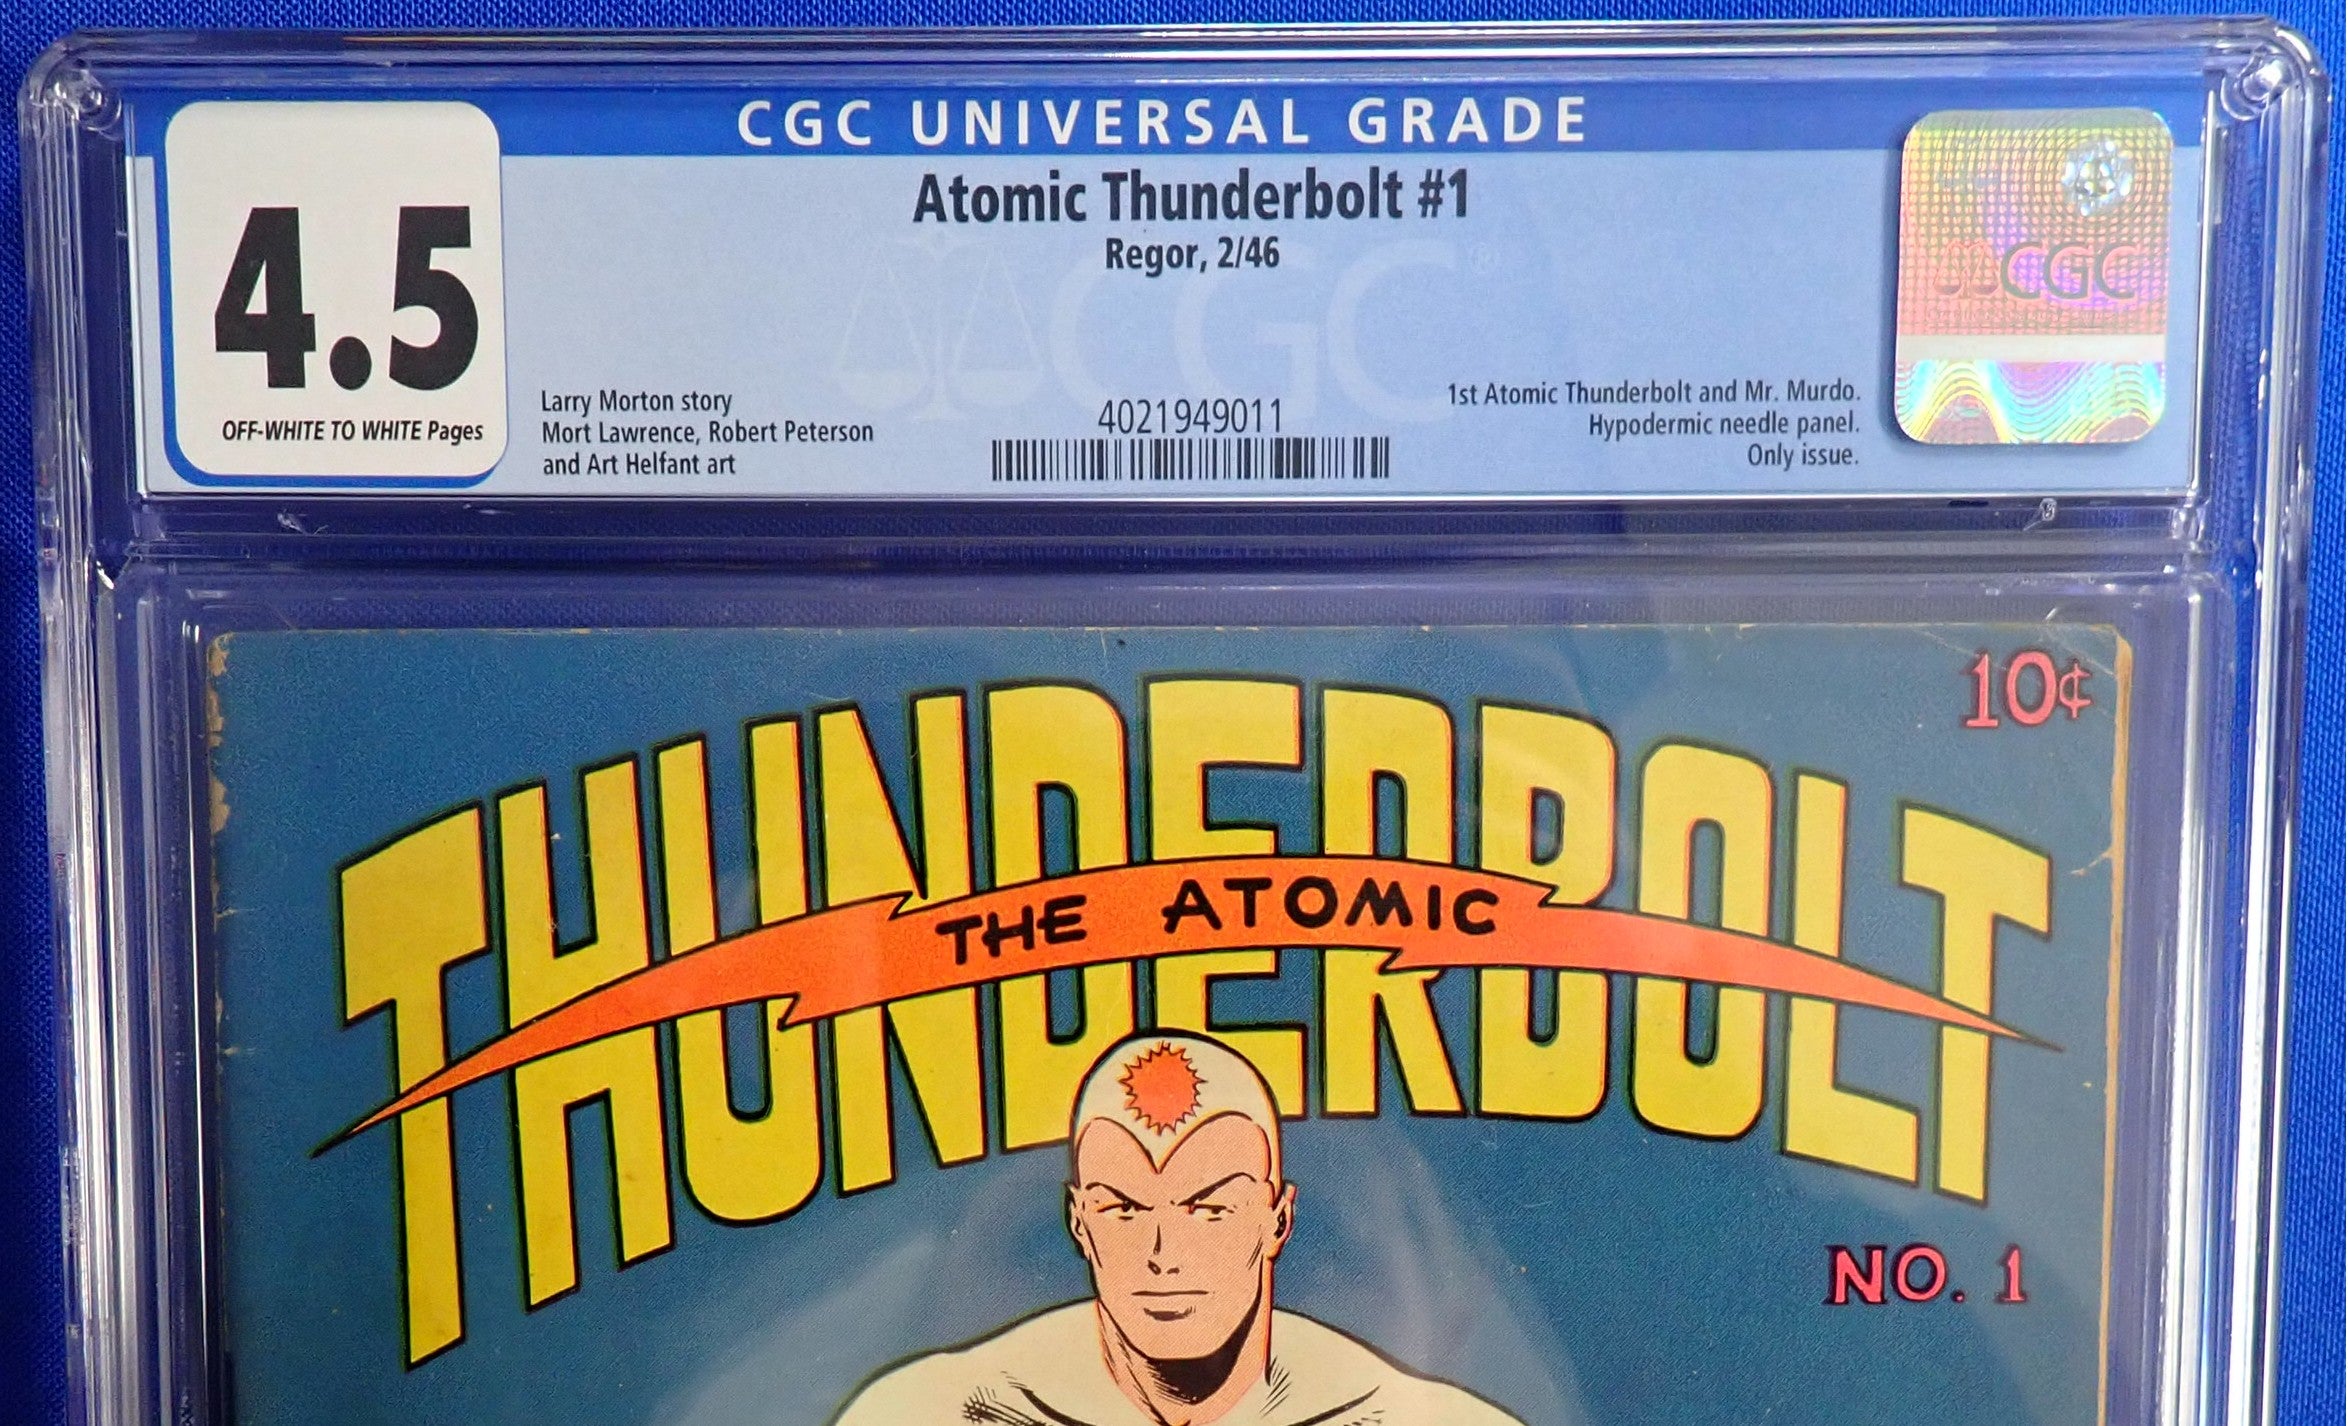 CGC UNIVERSAL GRADE
4.5
OFF-WHITE TO WHITE Pages
Atomic Thunderbolt #1
Regor, 2/46
CGC
Larry Morton story
Mort Lawrence, Robert Peterson
and Art Helfant art
4021949011
1st Atomic Thunderbolt and Mr. Murdo.
Hypodermic needle panel.
Only issue.
CGC
10¢
THUNDERBOLT
THE ATOMIC
NO. 1